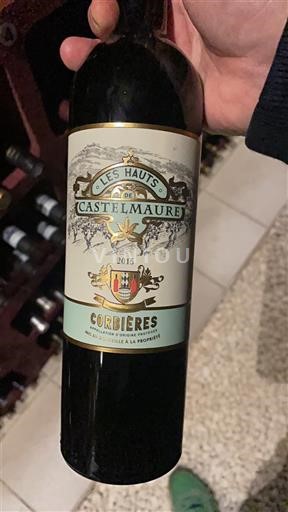 LES HAUTS
DE
CASTELMAURE
2015
CORBIÈRES
APPELLATION D'ORIGINE PROTÉGÉE
MIS EN BOUTEILLE À LA PROPRIÉTÉ